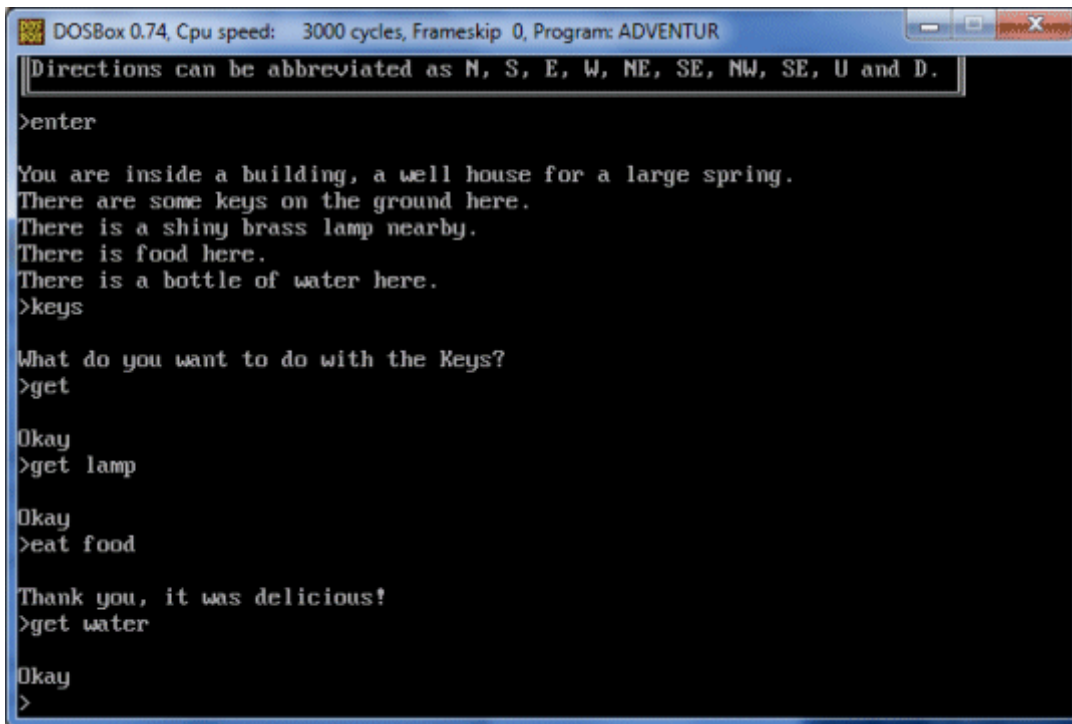 DOSBox 0.74, Cpu speed: 3000 cycles, Frameskip 0, Program: ADVENTUR
Directions can be abbreviated as N, S, E, W, NE, SE, NW, SE, U and D.
>enter
You are inside a building, a well house for a large spring.
There are some keys on the ground here.
There is a shiny brass lamp nearby.
There is food here.
There is a bottle of water here.
>keys
What do you want to do with the Keys?
>get
Okay
>get lamp
Okay
>eat food
Thank you, it was delicious!
>get water
Okay
>